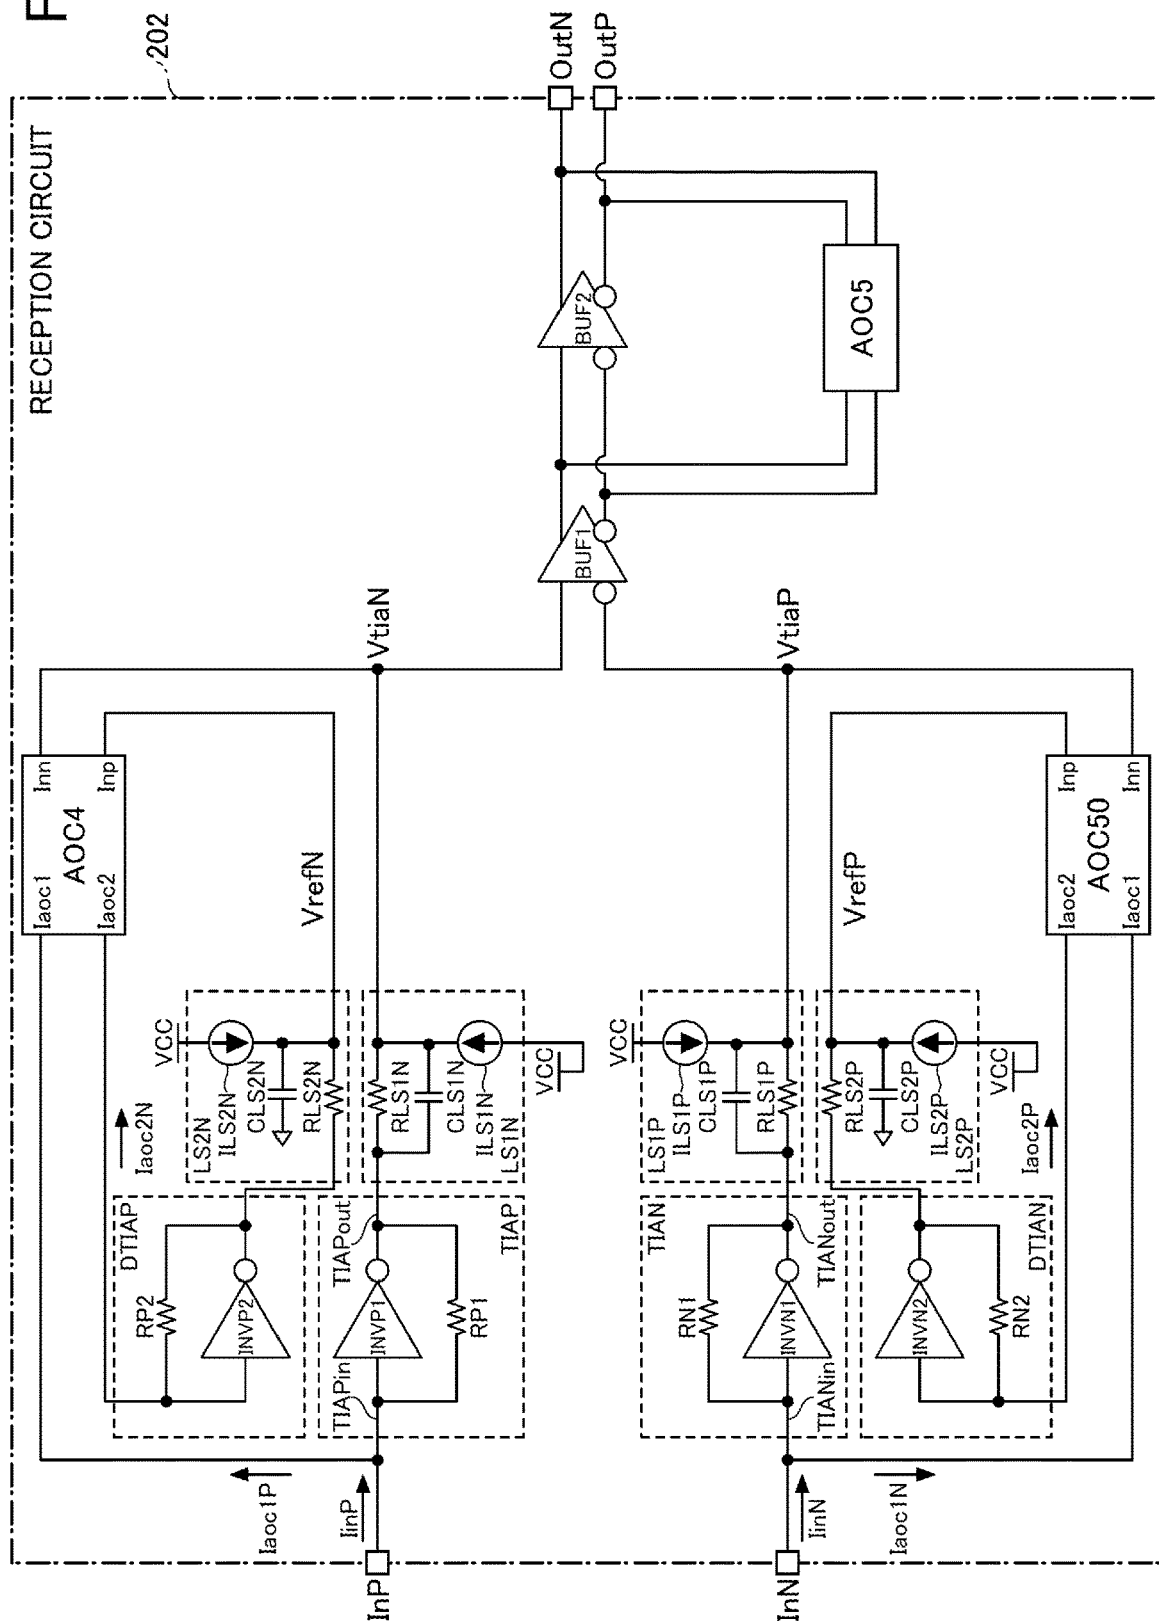 F
202
RECEPTION CIRCUIT
OutN
OutP
BUF2
AOC5
BUF1
VtiaN
VtiaP
Inn
Inp
AOC4
Iaoc1
Iaoc2
VrefN
VrefP
Inp
Inn
AOC50
Iaoc2
Iaoc1
VCC
LS2N
ILS2N
CLS2N
RLS2N
RLS1N
CLS1N
ILS1N
LS1N
VCC
VCC
LS1P
ILS1P
CLS1P
RLS1P
RLS2P
CLS2P
ILS2P
LS2P
VCC
Iaoc2N
Iaoc2P
DTIAP
RP2
INVP2
TIAPout
TIAP
INVP1
RP1
TIAPin
TIAN
RN1
INVN1
TIANout
TIANin
DTIAN
INVN2
RN2
Iaoc1P
IinP
InP
IinN
Iaoc1N
InN